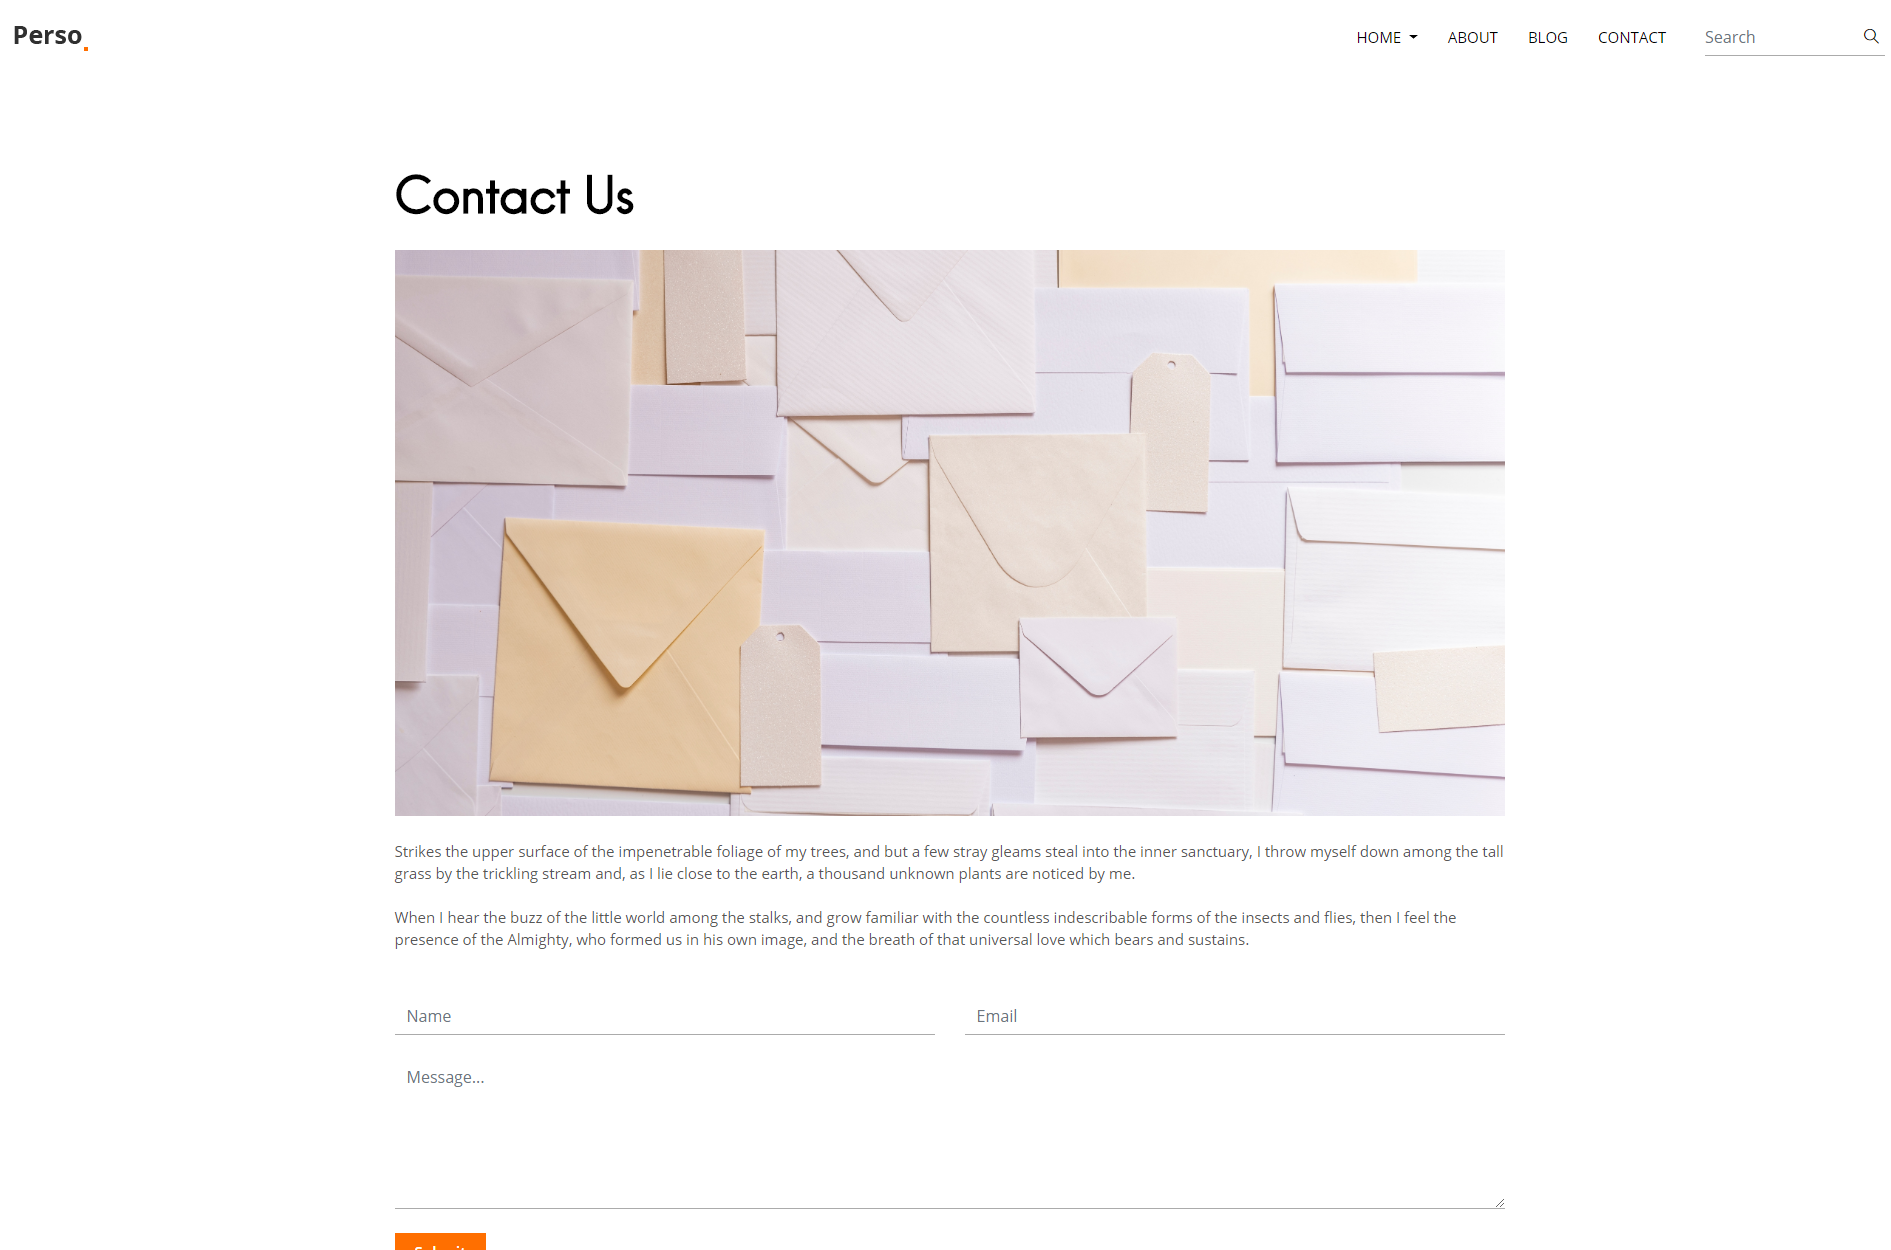 Perso.
HOME
ABOUT
BLOG
CONTACT
Search
Contact Us
Strikes the upper surface of the impenetrable foliage of my trees, and but a few stray gleams steal into the inner sanctuary, I throw myself down among the tall
grass by the trickling stream and, as I lie close to the earth, a thousand unknown plants are noticed by me.
When I hear the buzz of the little world among the stalks, and grow familiar with the countless indescribable forms of the insects and flies, then I feel the
presence of the Almighty, who formed us in his own image, and the breath of that universal love which bears and sustains.
Name
Email
Message...
Submit